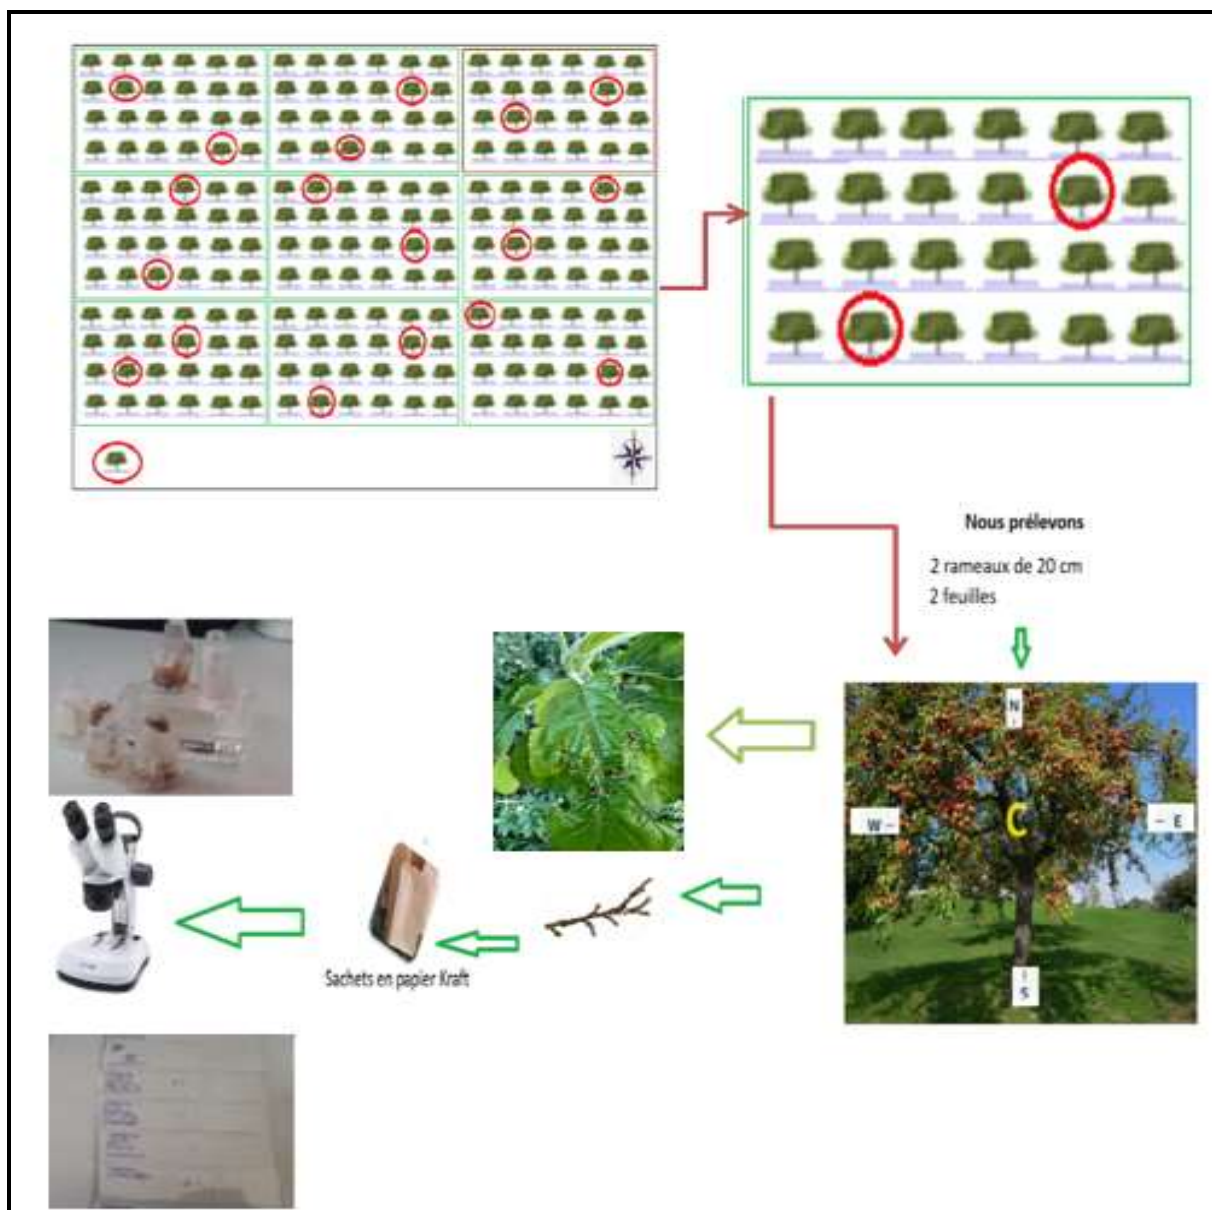 Nous prélevons
2 rameaux de 20 cm
2 feuilles
N
W -
C
- E
S
Sachets en papier Kraft